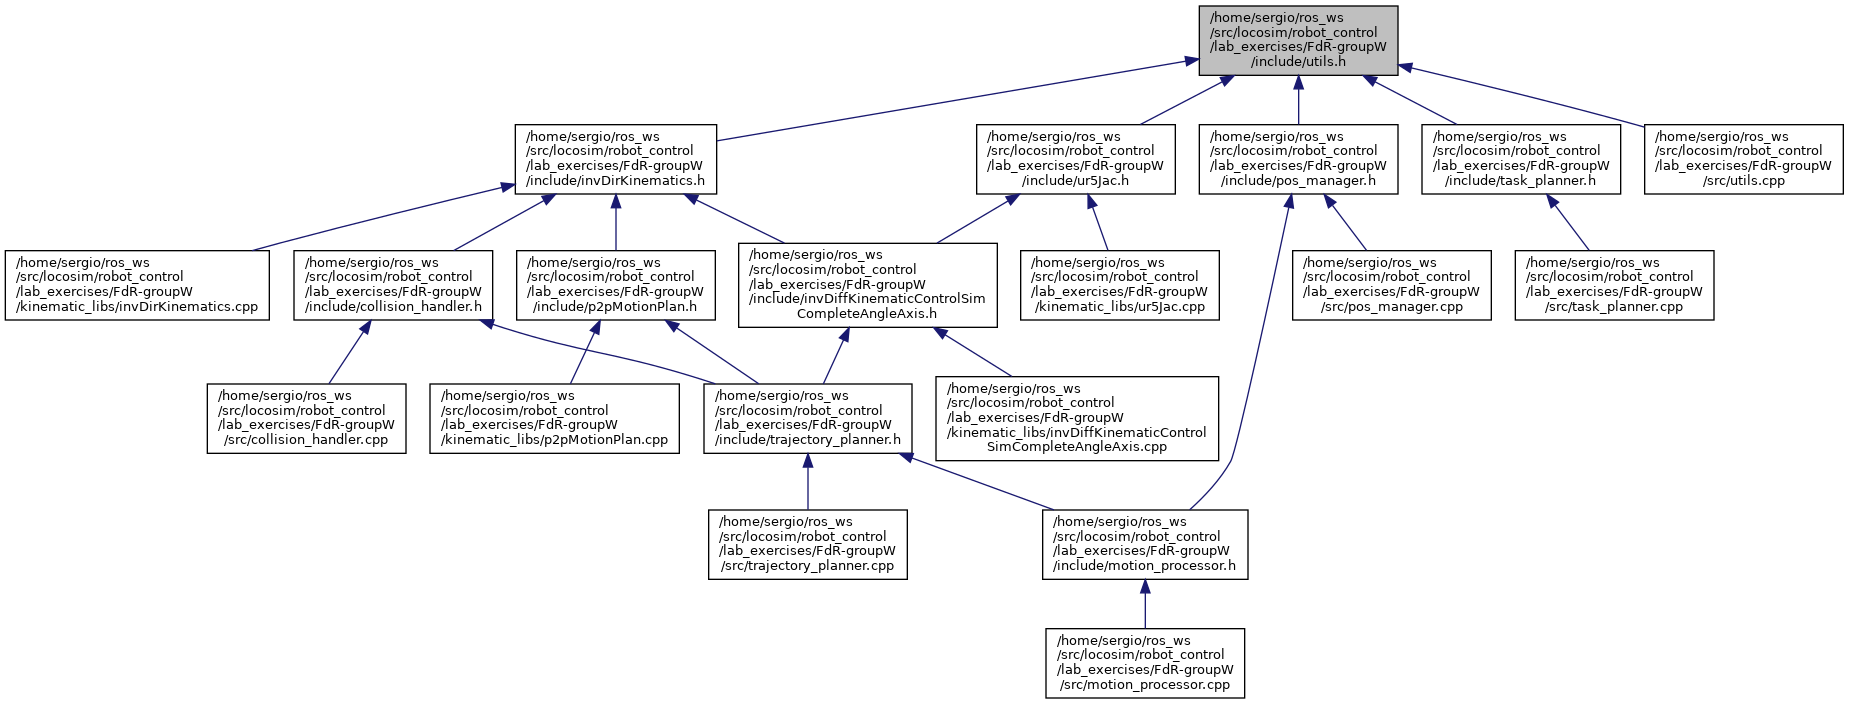 /home/sergio/ros_ws
/src/locosim/robot_control
/lab_exercises/FdR-groupW
/include/utils.h
/home/sergio/ros_ws
/src/locosim/robot_control
/lab_exercises/FdR-groupW
/include/invDirKinematics.h
/home/sergio/ros_ws
/src/locosim/robot_control
/lab_exercises/FdR-groupW
/include/ur5Jac.h
/home/sergio/ros_ws
/src/locosim/robot_control
/lab_exercises/FdR-groupW
/include/pos_manager.h
/home/sergio/ros_ws
/src/locosim/robot_control
/lab_exercises/FdR-groupW
/include/task_planner.h
/home/sergio/ros_ws
/src/locosim/robot_control
/lab_exercises/FdR-groupW
/src/utils.cpp
/home/sergio/ros_ws
/src/locosim/robot_control
/lab_exercises/FdR-groupW
/kinematic_libs/invDirKinematics.cpp
/home/sergio/ros_ws
/src/locosim/robot_control
/lab_exercises/FdR-groupW
/include/collision_handler.h
/home/sergio/ros_ws
/src/locosim/robot_control
/lab_exercises/FdR-groupW
/include/p2pMotionPlan.h
/home/sergio/ros_ws
/src/locosim/robot_control
/lab_exercises/FdR-groupW
/include/invDiffKinematicControlSim
CompleteAngleAxis.h
/home/sergio/ros_ws
/src/locosim/robot_control
/lab_exercises/FdR-groupW
/kinematic_libs/ur5Jac.cpp
/home/sergio/ros_ws
/src/locosim/robot_control
/lab_exercises/FdR-groupW
/src/pos_manager.cpp
/home/sergio/ros_ws
/src/locosim/robot_control
/lab_exercises/FdR-groupW
/src/task_planner.cpp
/home/sergio/ros_ws
/src/locosim/robot_control
/lab_exercises/FdR-groupW
/src/collision_handler.cpp
/home/sergio/ros_ws
/src/locosim/robot_control
/lab_exercises/FdR-groupW
/kinematic_libs/p2pMotionPlan.cpp
/home/sergio/ros_ws
/src/locosim/robot_control
/lab_exercises/FdR-groupW
/include/trajectory_planner.h
/home/sergio/ros_ws
/src/locosim/robot_control
/lab_exercises/FdR-groupW
/kinematic_libs/invDiffKinematicControl
SimCompleteAngleAxis.cpp
/home/sergio/ros_ws
/src/locosim/robot_control
/lab_exercises/FdR-groupW
/src/trajectory_planner.cpp
/home/sergio/ros_ws
/src/locosim/robot_control
/lab_exercises/FdR-groupW
/include/motion_processor.h
/home/sergio/ros_ws
/src/locosim/robot_control
/lab_exercises/FdR-groupW
/src/motion_processor.cpp